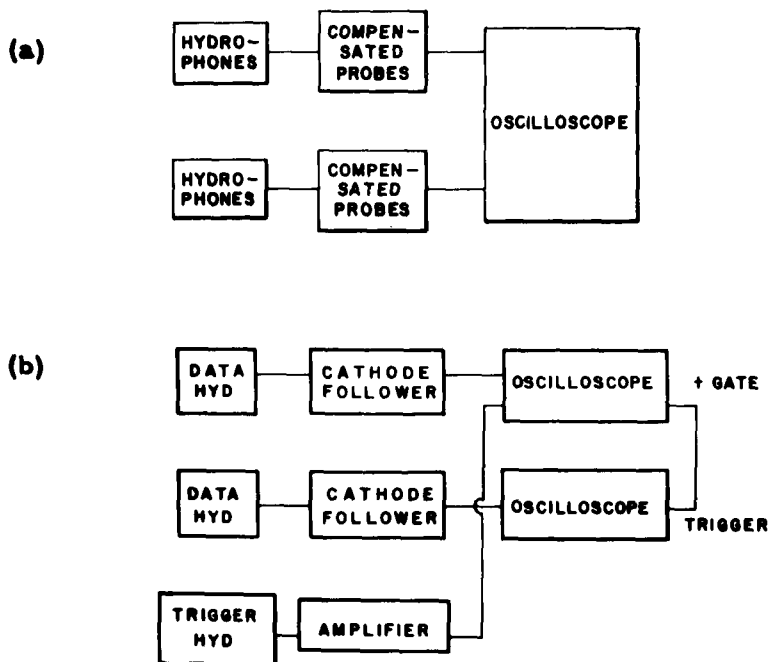 (a)
HYDRO-
PHONES
COMPEN-
SATED
PROBES
OSCILLOSCOPE
HYDRO-
PHONES
COMPEN-
SATED
PROBES
(b)
DATA
HYD
CATHODE
FOLLOWER
OSCILLOSCOPE
+ GATE
DATA
HYD
CATHODE
FOLLOWER
OSCILLOSCOPE
TRIGGER
TRIGGER
HYD
AMPLIFIER